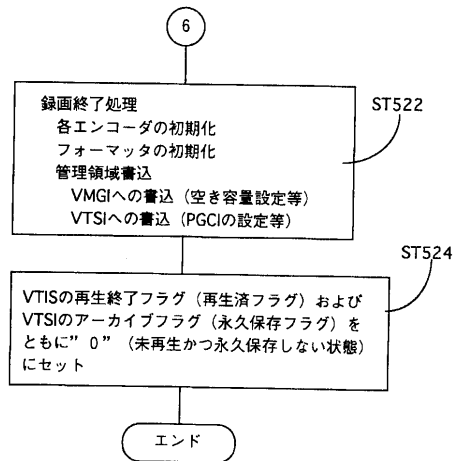 6
録画終了処理
各エンコーダの初期化
フォーマッタの初期化
管理領域書込
VMGIへの書込（空き容量設定等）
VTSIへの書込（PGCIの設定等）
ST522
ST524
VTISの再生終了フラグ（再生済フラグ）および
VTSIのアーカイブフラグ（永久保存フラグ）を
ともに”０”（未再生かつ永久保存しない状態）
にセット
エンド